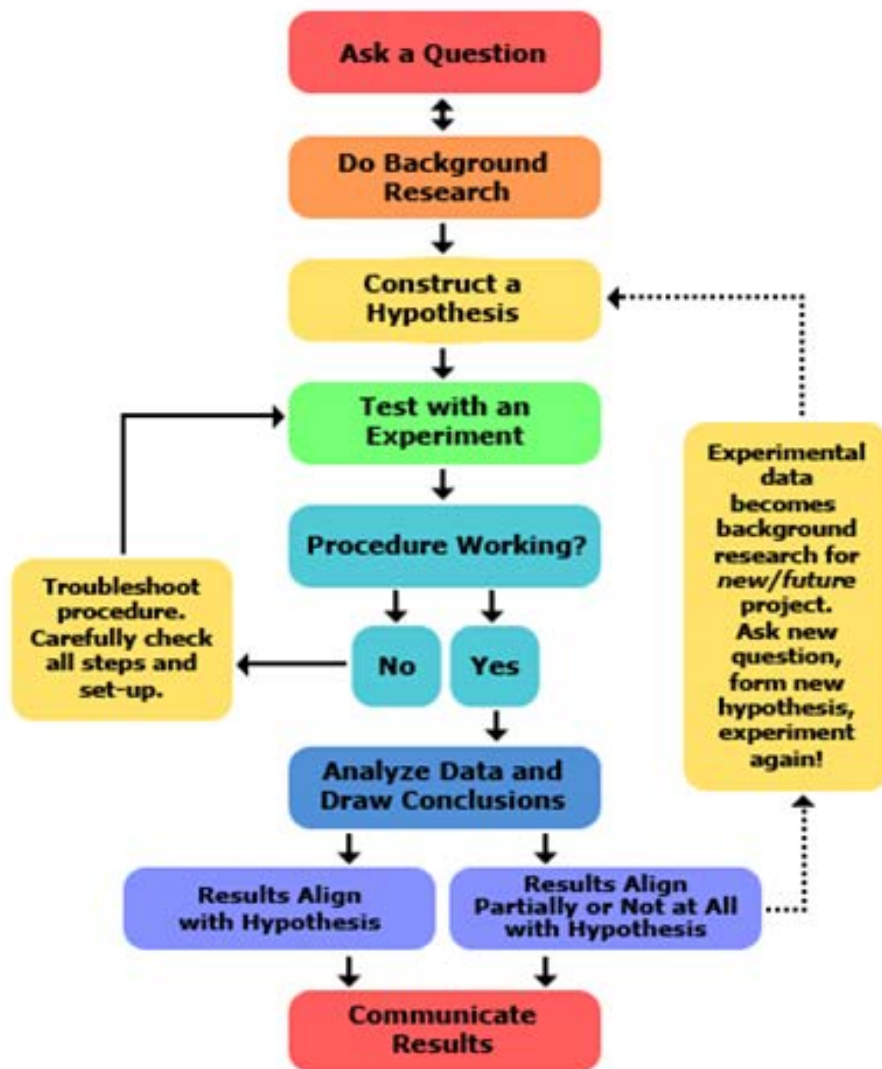 Ask a Question
Do Background
Research
Construct a
Hypothesis
Test with an
Experiment
Procedure Working?
No
Yes
Troubleshoot
procedure.
Carefully check
all steps and
set-up.
Experimental
data
becomes
background
research for
new/future
project.
Ask new
question,
form new
hypothesis,
experiment
again!
Analyze Data and
Draw Conclusions
Results Align
with Hypothesis
Results Align
Partially or Not at All
with Hypothesis
Communicate
Results